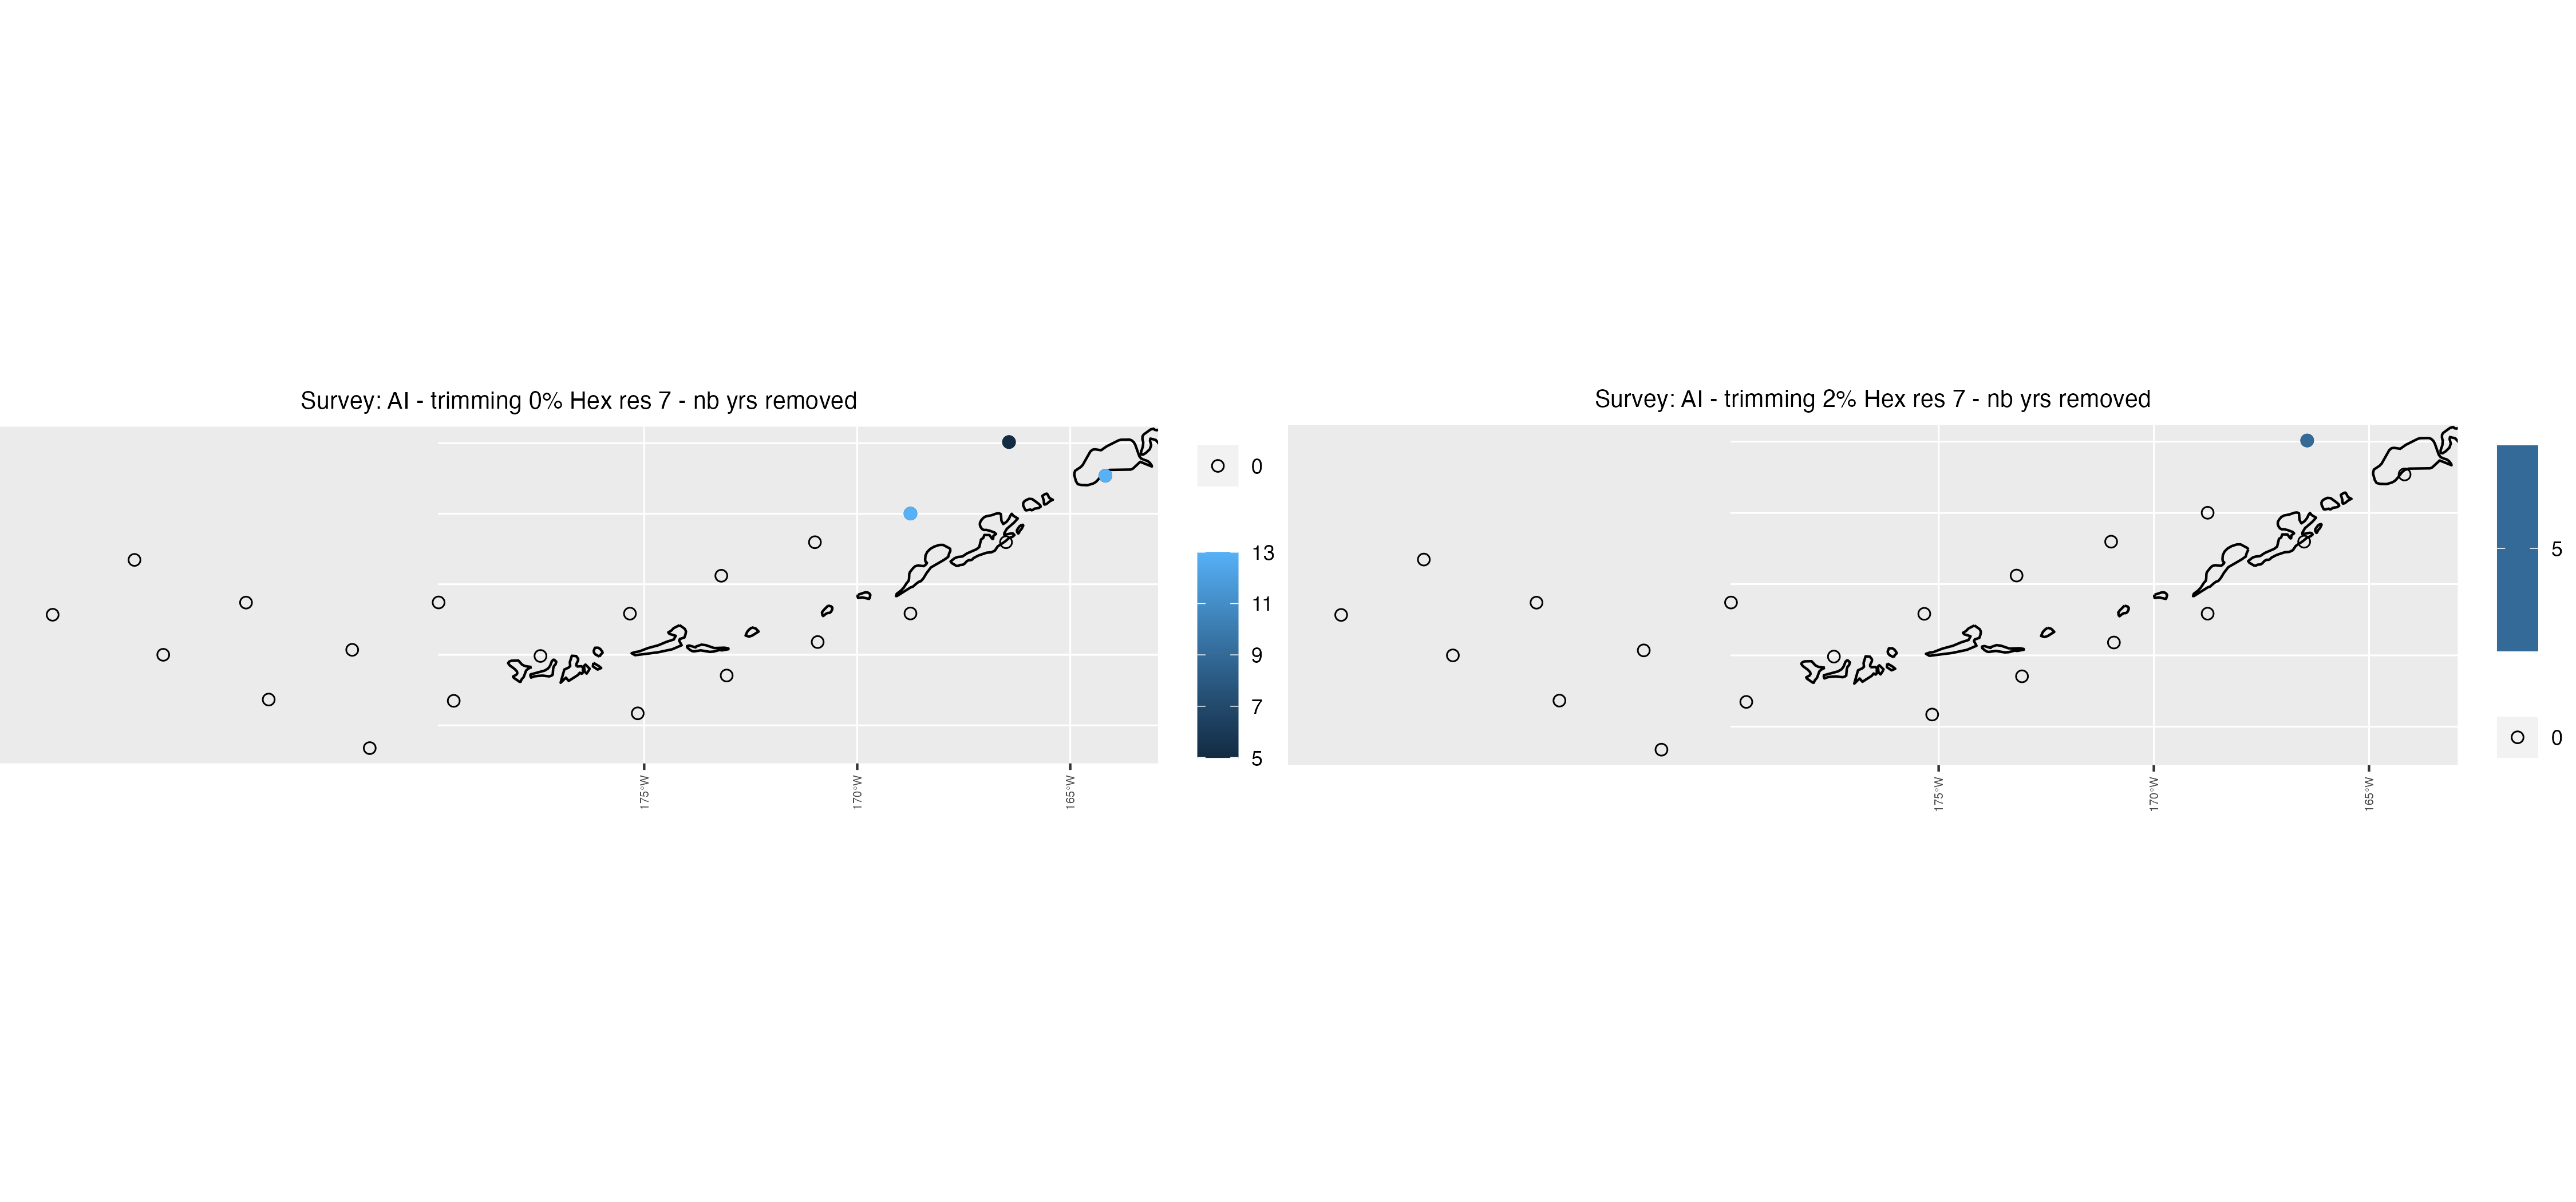 Survey: AI - trimming 0% Hex res 7 - nb yrs removed
0
13
11
9
7
5
175°W
170°W
165°W
Survey: AI - trimming 2% Hex res 7 - nb yrs removed
5
0
175°W
170°W
165°W